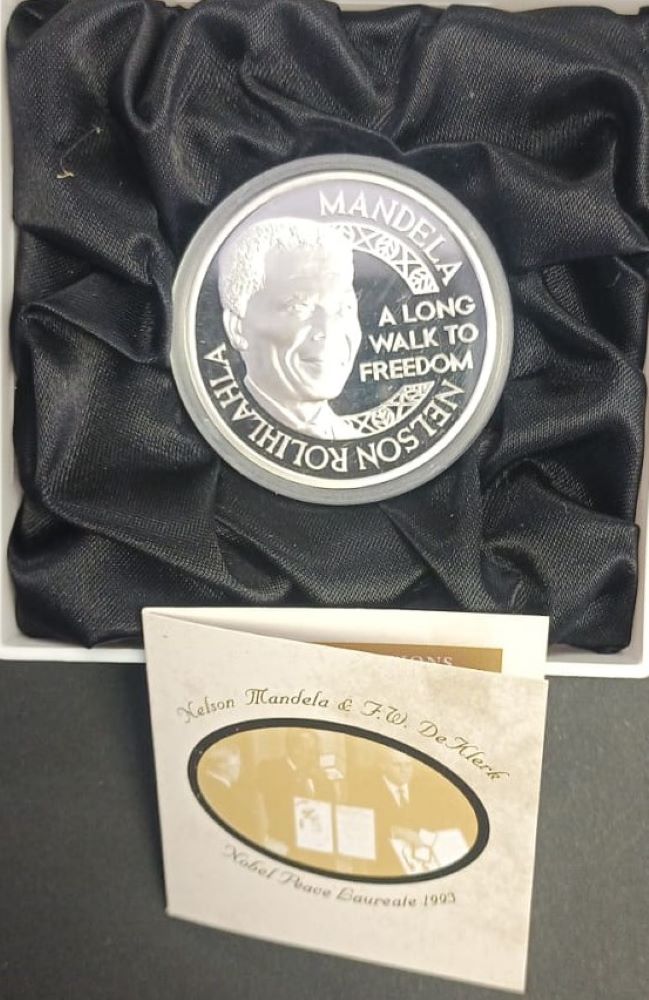 MANDELA
A LONG
WALK TO
FREEDOM
NELSON ROLIHLAHLA
Nelson Mandela & F.W. DeKlerk
Nobel Peace Laureate 1993